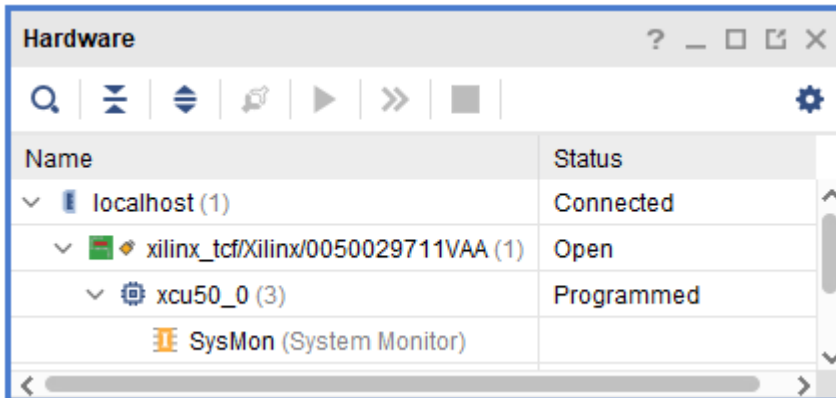 Hardware
Name Status
localhost (1) Connected
xilinx_tcf/Xilinx/0050029711VAA (1) Open
xcu50_0 (3) Programmed
SysMon (System Monitor)